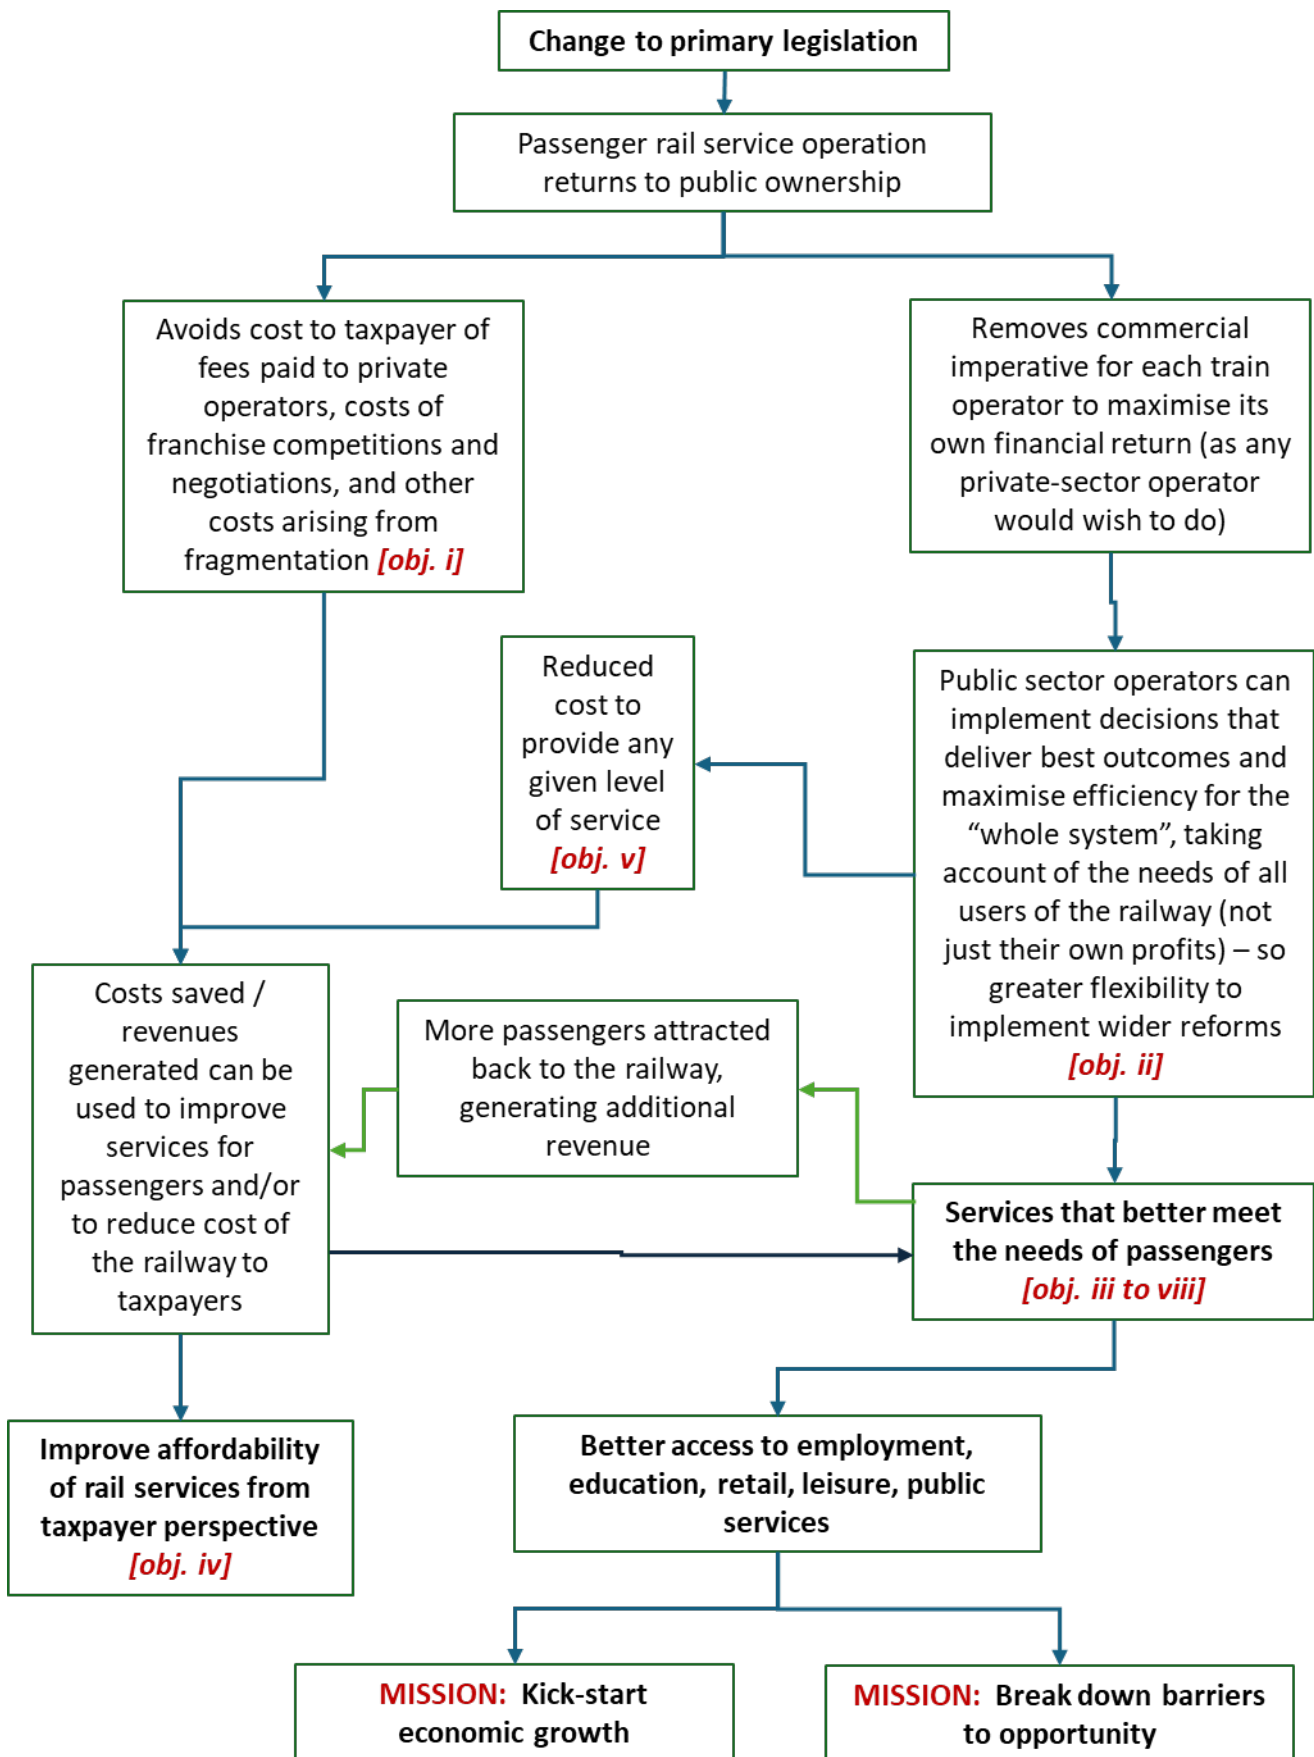 Change to primary legislation
Passenger rail service operation
returns to public ownership
Avoids cost to taxpayer of
fees paid to private
operators, costs of
franchise competitions and
negotiations, and other
costs arising from
fragmentation [obj. i]
Removes commercial
imperative for each train
operator to maximise its
own financial return (as any
private-sector operator
would wish to do)
Reduced
cost to
provide any
given level
of service
[obj. v]
Public sector operators can
implement decisions that
deliver best outcomes and
maximise efficiency for the
“whole system”, taking
account of the needs of all
users of the railway (not
just their own profits) – so
greater flexibility to
implement wider reforms
[obj. ii]
Costs saved /
revenues
generated can be
used to improve
services for
passengers and/or
to reduce cost of
the railway to
taxpayers
More passengers attracted
back to the railway,
generating additional
revenue
Services that better meet
the needs of passengers
[obj. iii to viii]
Improve affordability
of rail services from
taxpayer perspective
[obj. iv]
Better access to employment,
education, retail, leisure, public
services
MISSION: Kick-start
economic growth
MISSION: Break down barriers
to opportunity